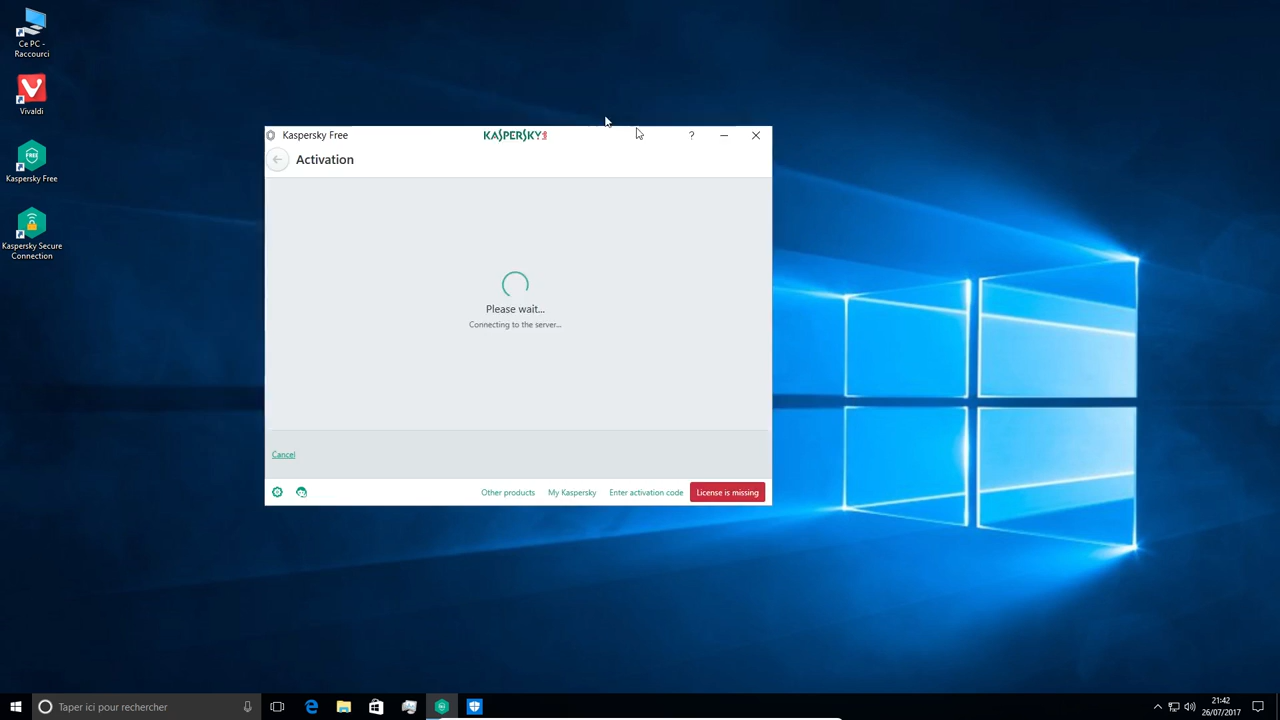 Ce PC -
Raccourci
Vivaldi
FREE
Kaspersky Free
Kaspersky Secure
Connection
Kaspersky Free
KASPERSKY
?
Activation
Please wait...
Connecting to the server...
Cancel
Other products
My Kaspersky
Enter activation code
License is missing
Taper ici pour rechercher
21:42
26/07/2017